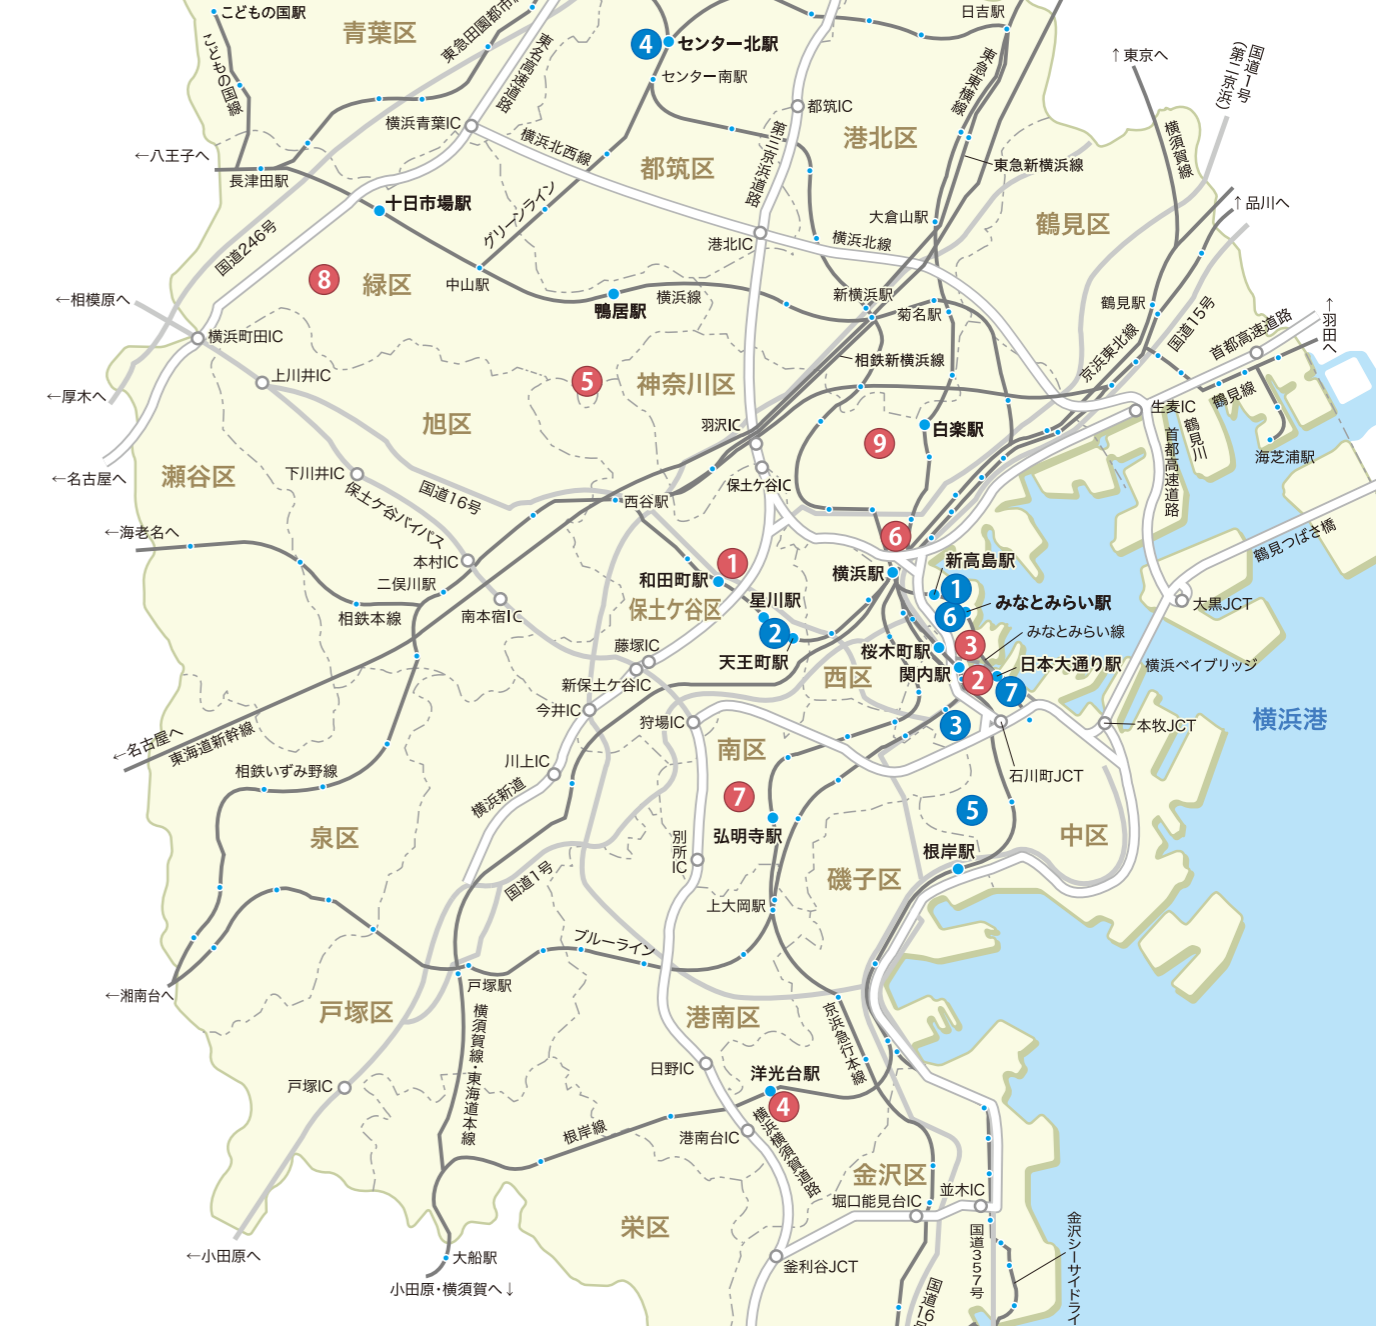 こどもの国駅
青葉区
東急田園都市
こどもの国線
東名高速道路
4
センター北駅
センター南駅
日吉駅
東急東横線
↑東京へ
国道1号
(第二京浜)
横浜青葉IC
横浜北西線
都筑IC
第三京浜道路
港北区
横須賀線
←八王子へ
長津田駅
都筑区
東急新横浜線
十日市場駅
グリーンライン
大倉山駅
鶴見区
↑品川へ
国道246号
港北IC
横浜北線
8
緑区
中山駅
鴨居駅
横浜線
新横浜駅
菊名駅
鶴見駅
国道15号
←相模原へ
横浜町田IC
京浜東北線
首都高速道路
↑羽田へ
相鉄新横浜線
上川井IC
5
神奈川区
←厚木へ
鶴見線
生麦IC
旭区
羽沢IC
白楽駅
9
鶴見川
首都高速道路
海芝浦駅
←名古屋へ
瀬谷区
下川井IC
保土ケ谷バイパス
国道16号
西谷駅
保土ケ谷IC
←海老名へ
本村IC
二俣川駅
6
鶴見つばさ橋
1
和田町駅
横浜駅
新高島駅
1
相鉄本線
南本宿IC
保土ケ谷区
星川駅
6
みなとみらい駅
大黒JCT
2
天王町駅
みなとみらい線
3
藤塚IC
桜木町駅
日本大通り駅
横浜ベイブリッジ
新保土ケ谷IC
西区
関内駅
2
7
今井IC
狩場IC
3
本牧JCT
横浜港
←名古屋へ
東海道新幹線
相鉄いずみ野線
川上IC
南区
石川町JCT
横浜新道
7
5
泉区
弘明寺駅
中区
別所IC
根岸駅
国道1号
磯子区
上大岡駅
ブルーライン
←湘南台へ
戸塚駅
戸塚区
横須賀線・東海道本線
港南区
京浜急行本線
戸塚IC
日野IC
洋光台駅
4
根岸線
港南台IC
横浜横須賀道路
金沢区
堀口能見台IC
並木IC
栄区
国道357号
金沢シーサイドライ
←小田原へ
大船駅
小田原・横須賀へ↓
釜利谷JCT
国道16号